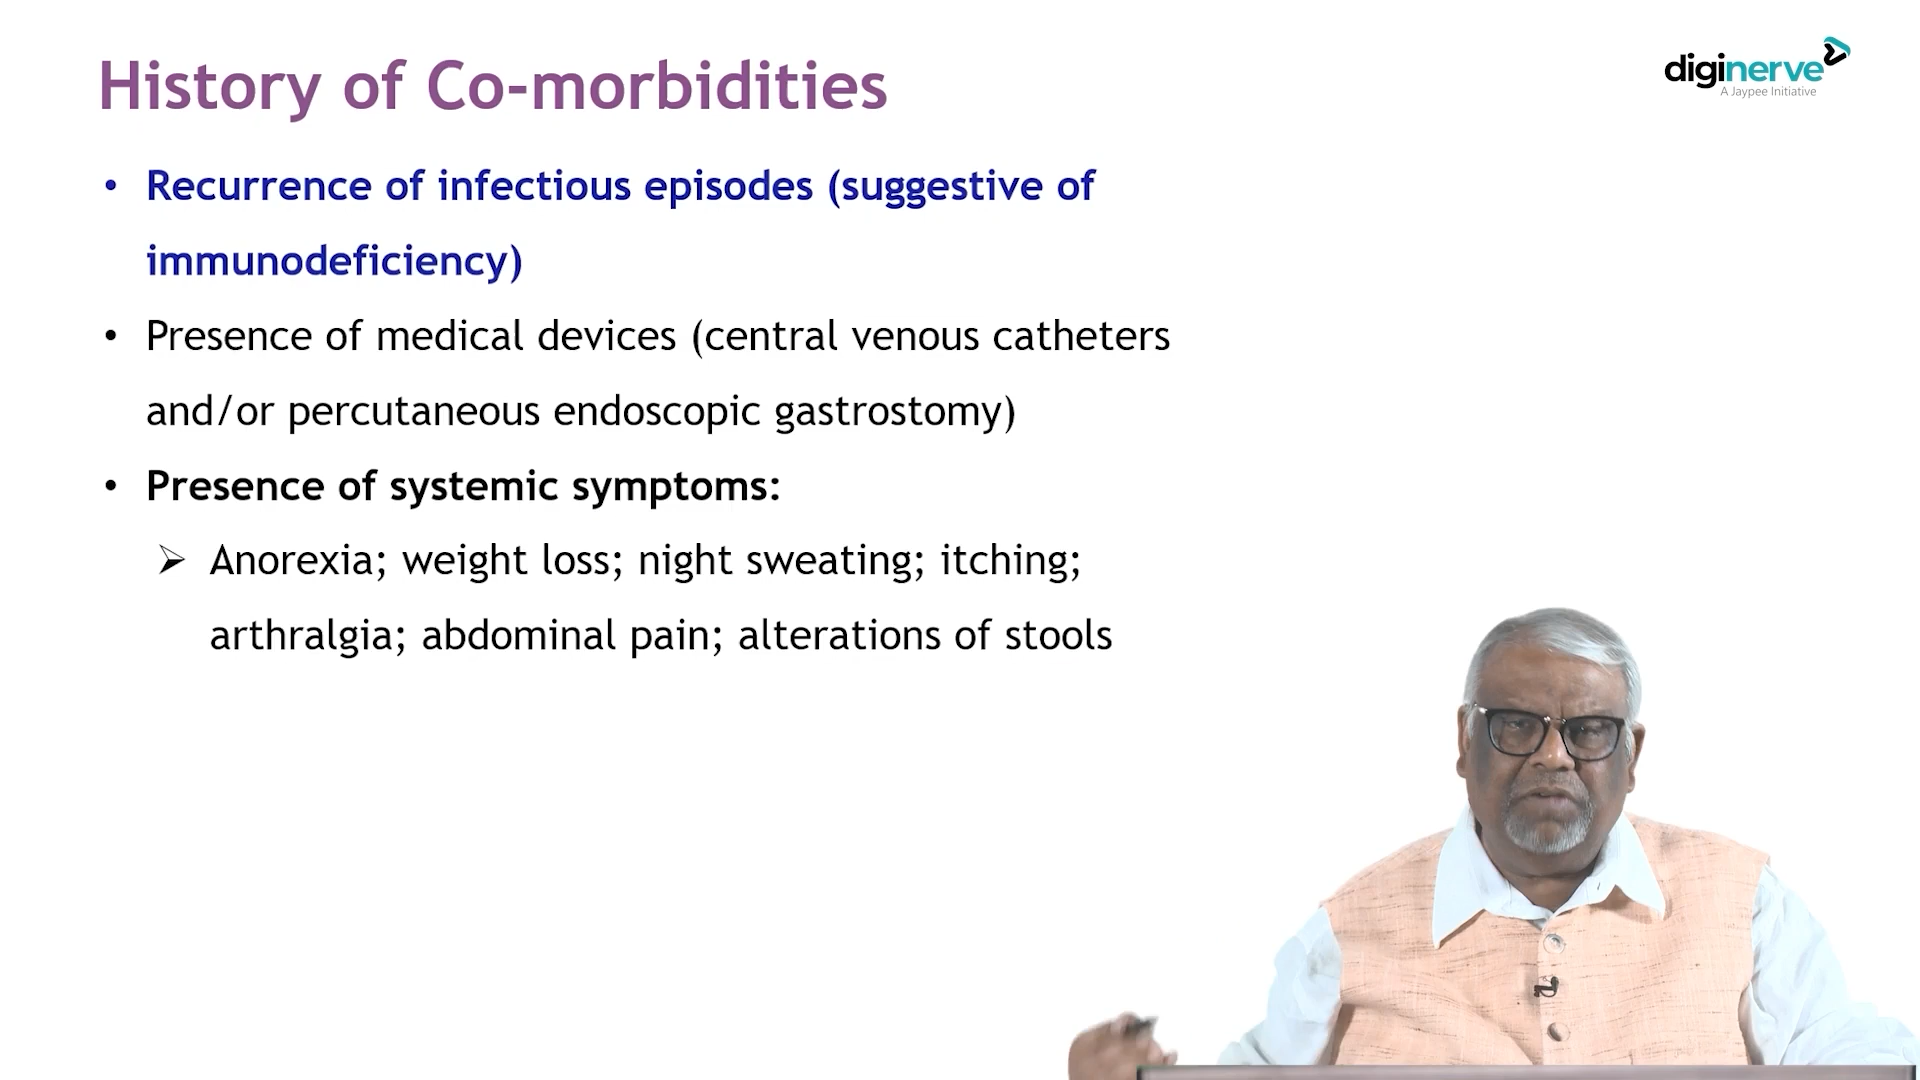 History of Co-morbidities
diginerve
A Jaypee Initiative
• Recurrence of infectious episodes (suggestive of
immunodeficiency)
• Presence of medical devices (central venous catheters
and/or percutaneous endoscopic gastrostomy)
• Presence of systemic symptoms:
➢ Anorexia; weight loss; night sweating; itching;
arthralgia; abdominal pain; alterations of stools